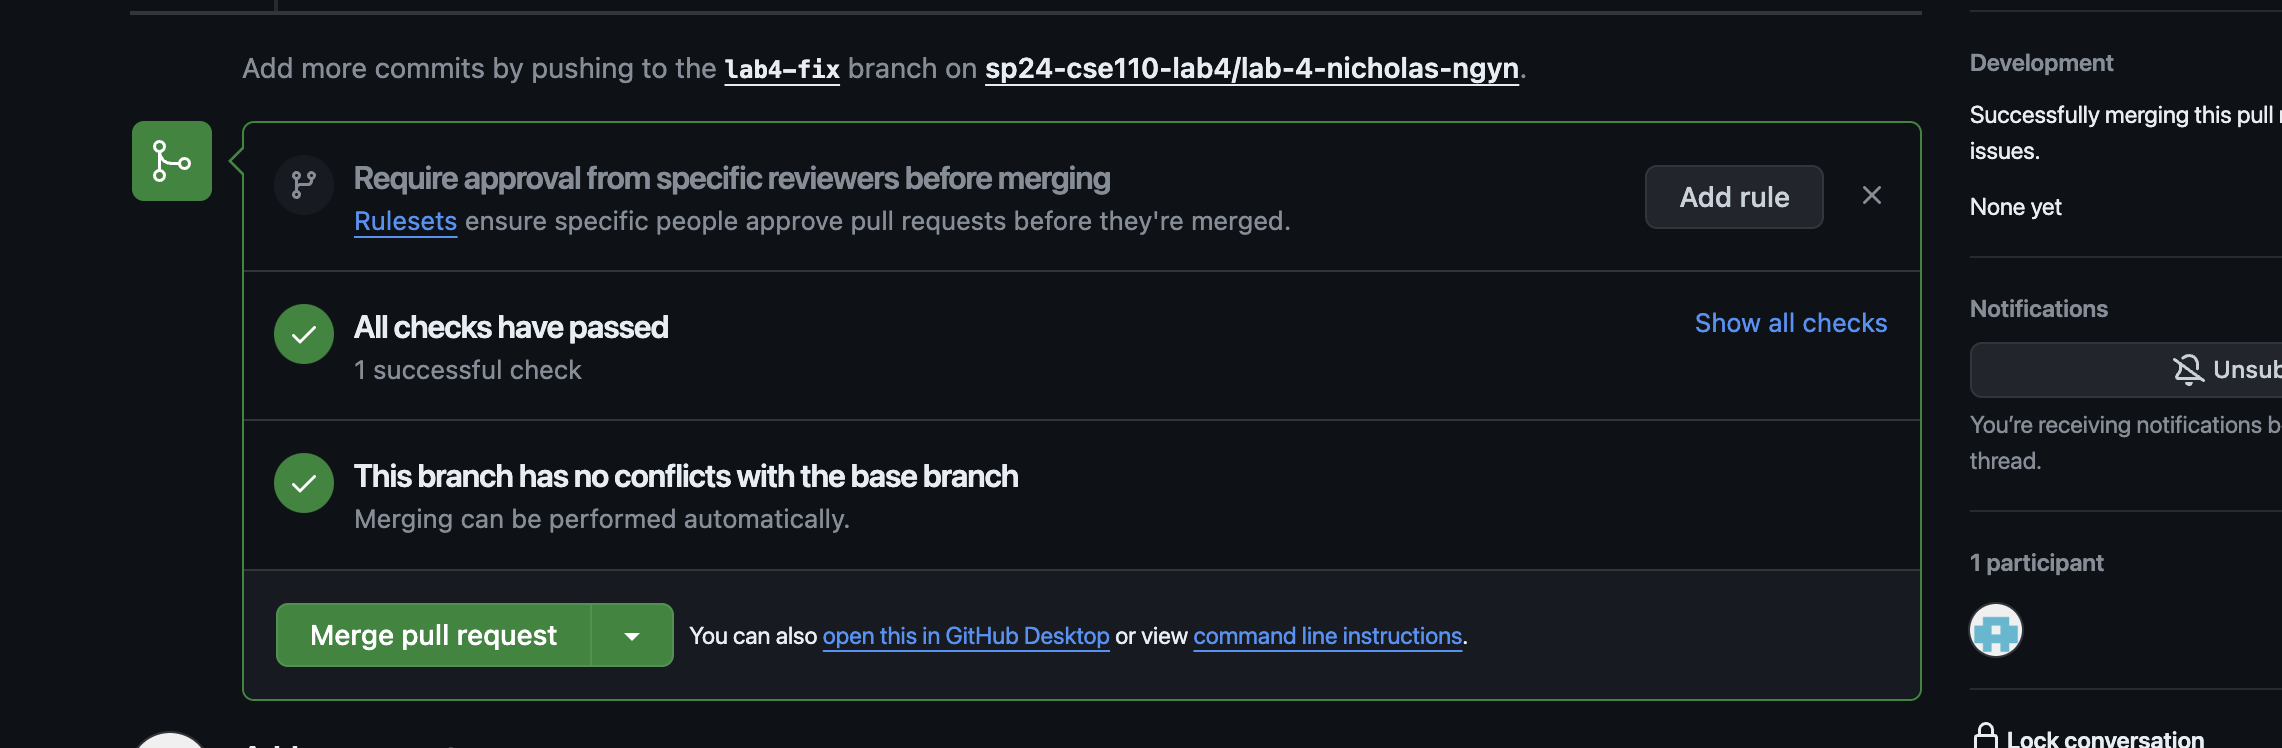 Add more commits by pushing to the lab4-fix branch on sp24-cse110-lab4/lab-4-nicholas-ngyn.
Require approval from specific reviewers before merging
Rulesets ensure specific people approve pull requests before they're merged.
Add rule
All checks have passed
1 successful check
Show all checks
This branch has no conflicts with the base branch
Merging can be performed automatically.
Merge pull request
You can also open this in GitHub Desktop or view command line instructions.
Development
Successfully merging this pull
issues.
None yet
Notifications
Unsub
You’re receiving notifications b
thread.
1 participant
Lock conversation